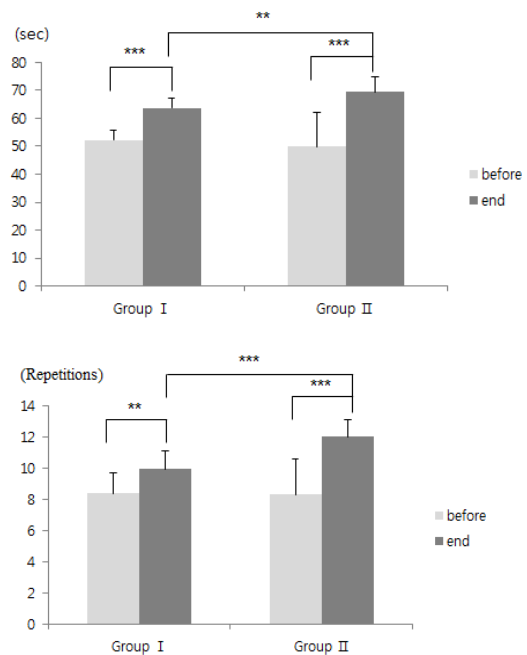 (sec)
**
***
***
80
70
60
50
40
30
20
10
0
before
end
Group Ⅰ
Group Ⅱ
(Repetitions)
***
**
***
14
12
10
8
6
4
2
0
before
end
Group Ⅰ
Group Ⅱ